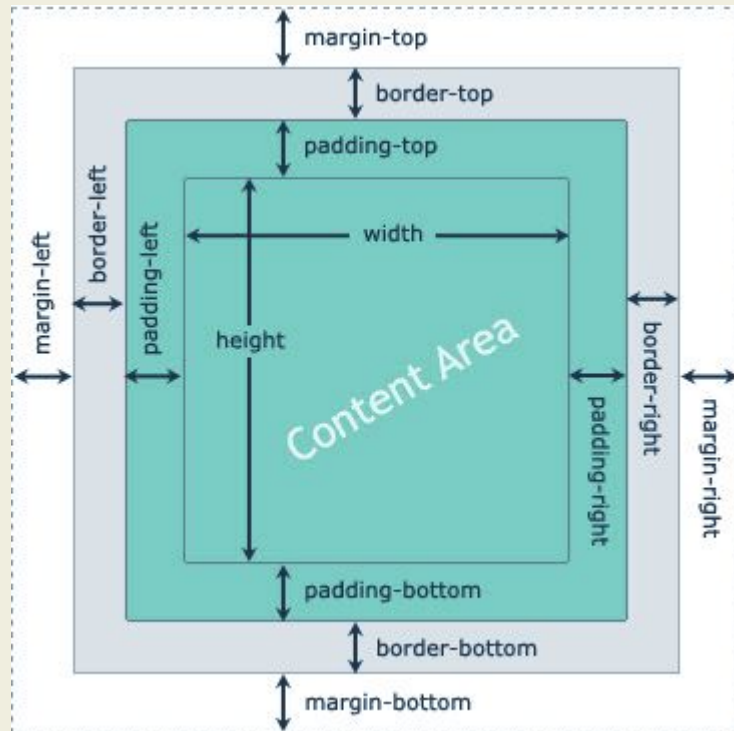 margin-top
border-top
padding-top
width
margin-left
border-left
padding-left
height
Content Area
padding-right
border-right
margin-right
padding-bottom
border-bottom
margin-bottom